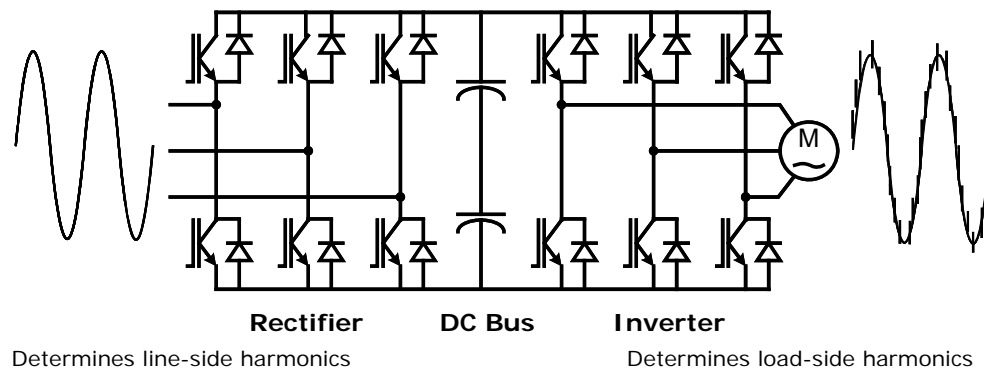 M
Rectifier DC Bus Inverter
Determines line-side harmonics Determines load-side harmonics